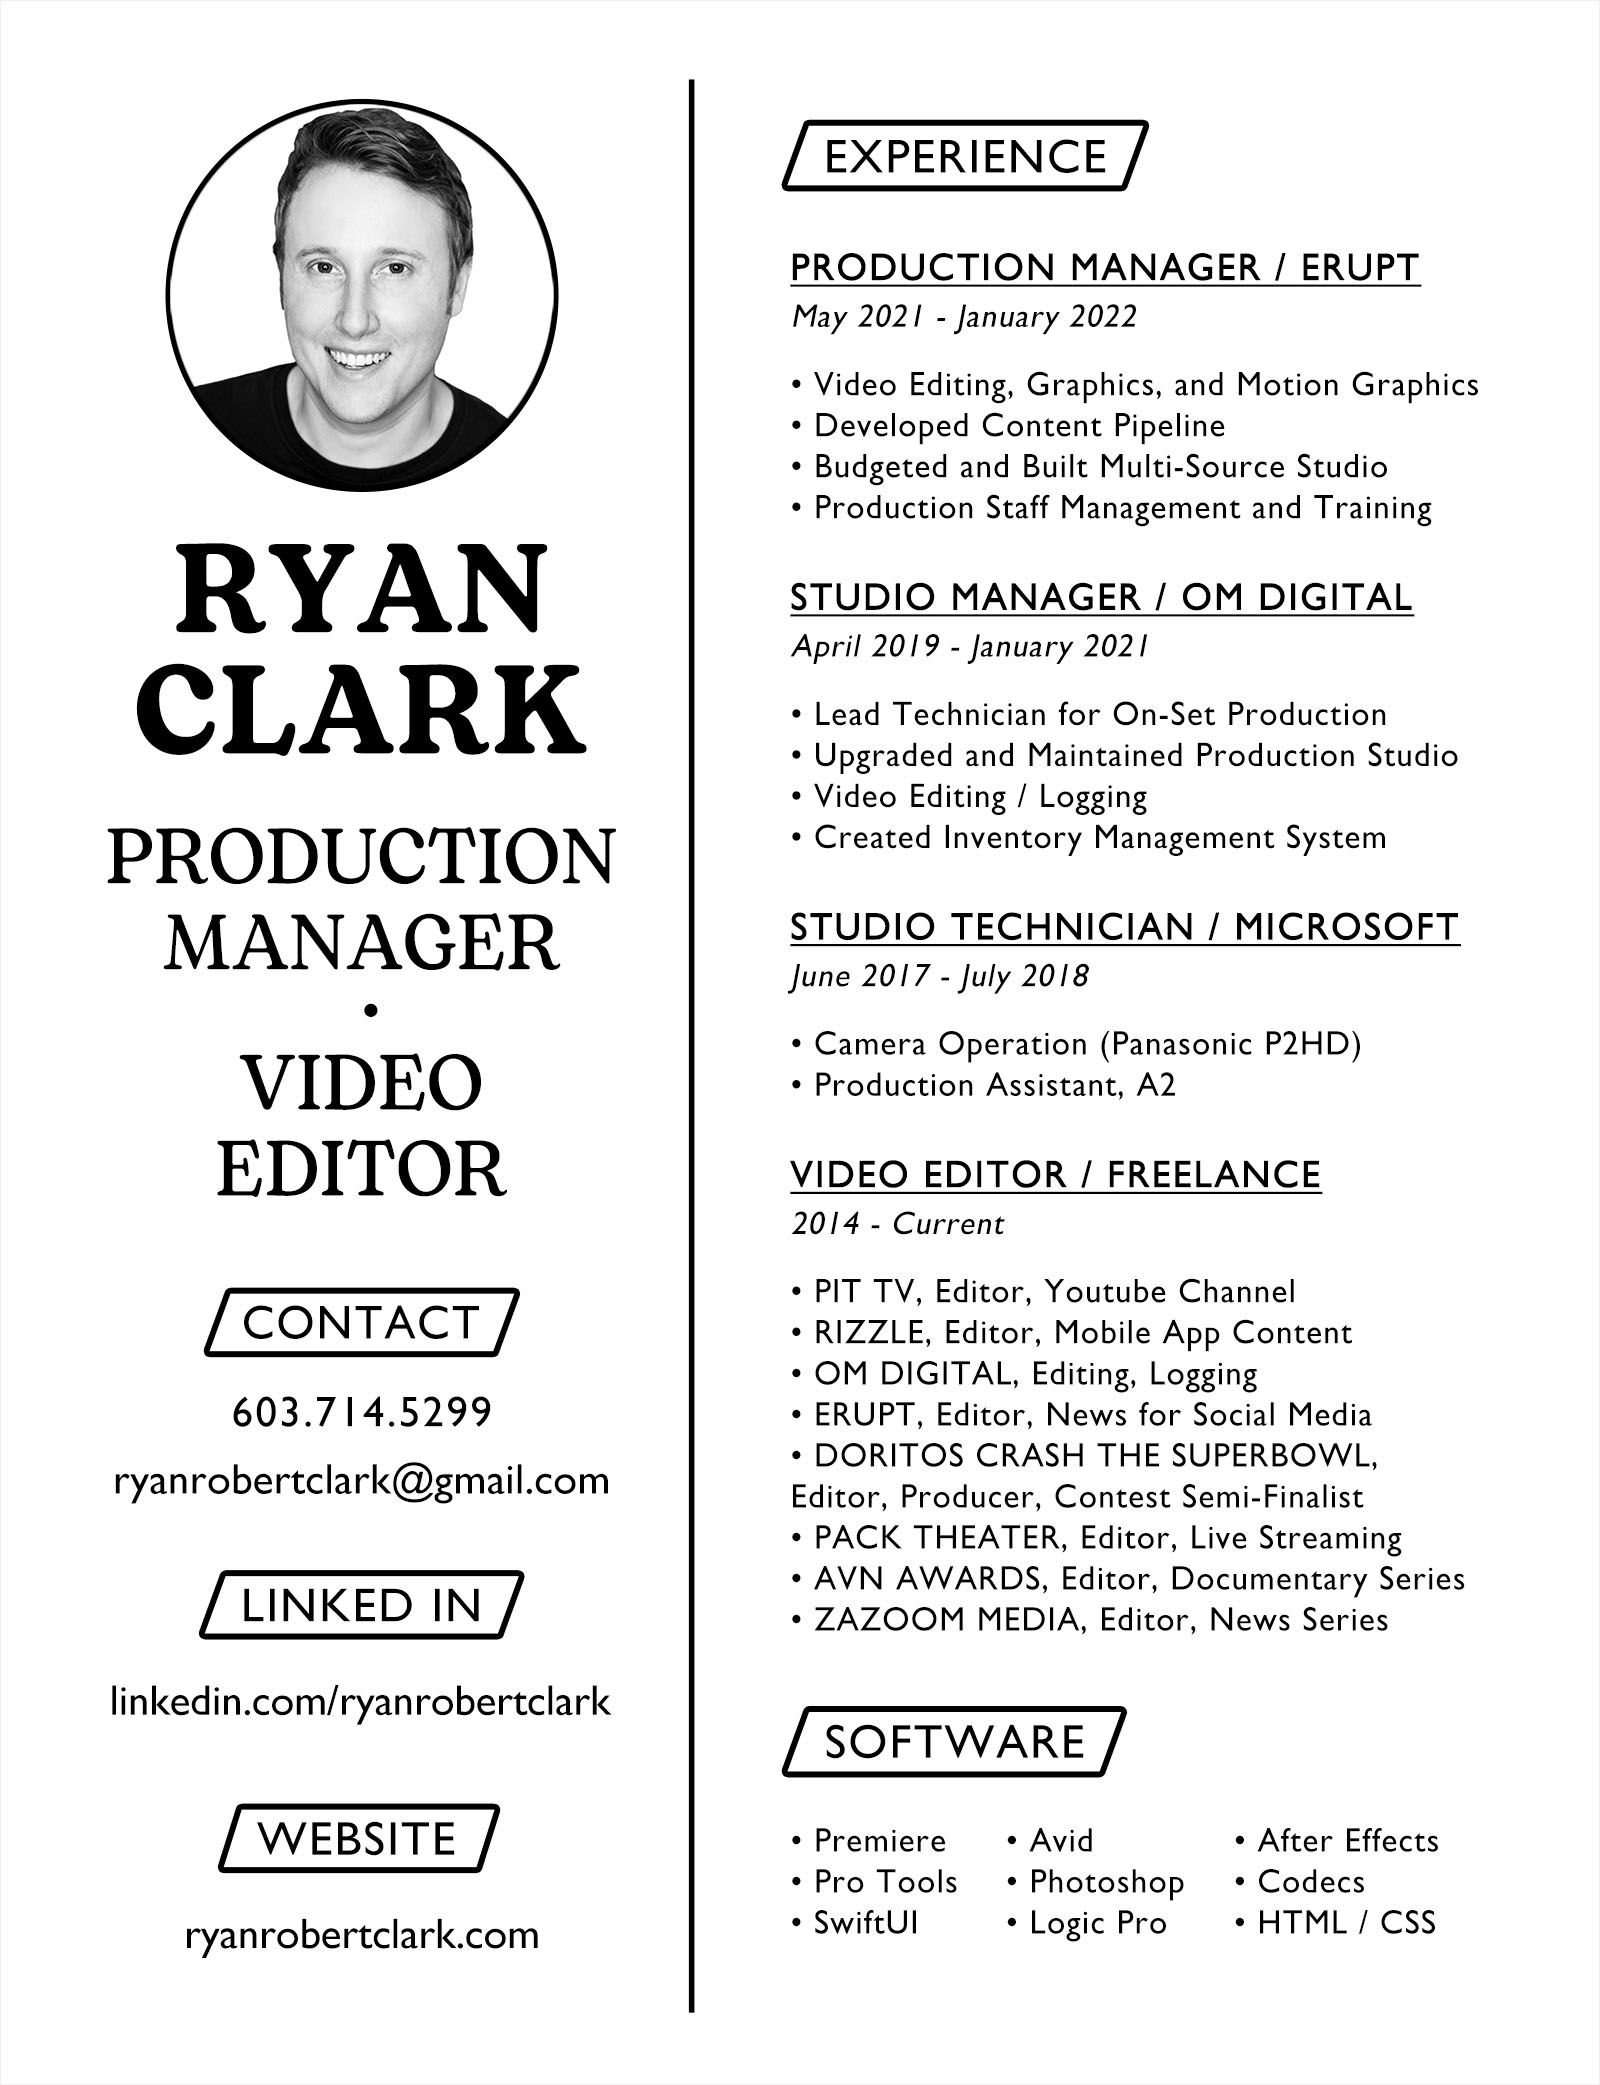 RYAN
CLARK
PRODUCTION
MANAGER
•
VIDEO
EDITOR
CONTACT
603.714.5299
ryanrobertclark@gmail.com
LINKED IN
linkedin.com/ryanrobertclark
WEBSITE
ryanrobertclark.com
EXPERIENCE
PRODUCTION MANAGER / ERUPT
May 2021 - January 2022
• Video Editing, Graphics, and Motion Graphics
• Developed Content Pipeline
• Budgeted and Built Multi-Source Studio
• Production Staff Management and Training
STUDIO MANAGER / OM DIGITAL
April 2019 - January 2021
• Lead Technician for On-Set Production
• Upgraded and Maintained Production Studio
• Video Editing / Logging
• Created Inventory Management System
STUDIO TECHNICIAN / MICROSOFT
June 2017 - July 2018
• Camera Operation (Panasonic P2HD)
• Production Assistant, A2
VIDEO EDITOR / FREELANCE
2014 - Current
• PIT TV, Editor, Youtube Channel
• RIZZLE, Editor, Mobile App Content
• OM DIGITAL, Editing, Logging
• ERUPT, Editor, News for Social Media
• DORITOS CRASH THE SUPERBOWL,
Editor, Producer, Contest Semi-Finalist
• PACK THEATER, Editor, Live Streaming
• AVN AWARDS, Editor, Documentary Series
• ZAZOOM MEDIA, Editor, News Series
SOFTWARE
• Premiere • Avid • After Effects
• Pro Tools • Photoshop • Codecs
• SwiftUI • Logic Pro • HTML / CSS